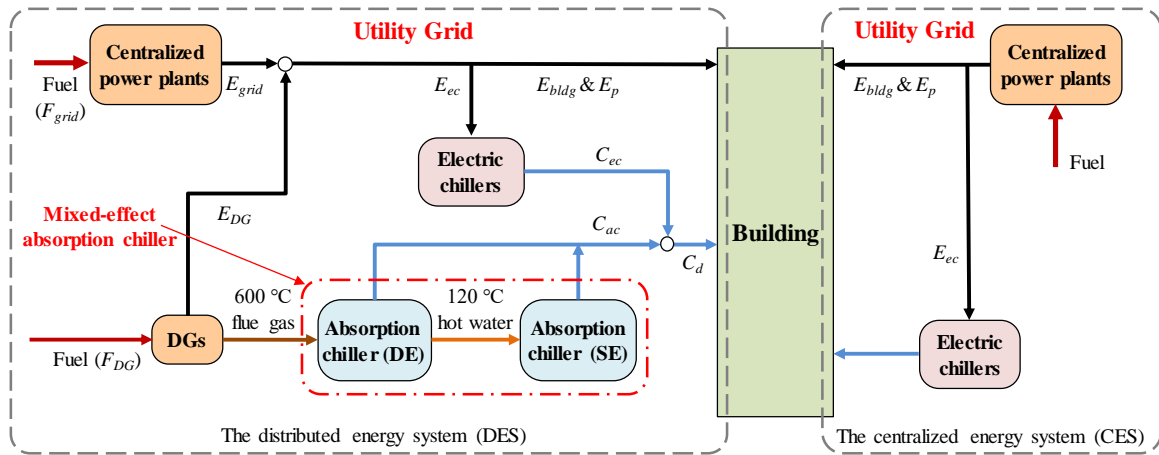 Utility Grid
Centralized
power plants
Fuel
(F_grid)
E_grid
E_ec
E_bldg & E_p
Electric
chillers
C_ec
E_DG
Mixed-effect
absorption chiller
C_ac
C_d
600 °C
flue gas
120 °C
hot water
DGs
Fuel (F_DG)
Absorption
chiller (DE)
Absorption
chiller (SE)
The distributed energy system (DES)
Building
Utility Grid
Centralized
power plants
E_bldg & E_p
Fuel
E_ec
Electric
chillers
The centralized energy system (CES)